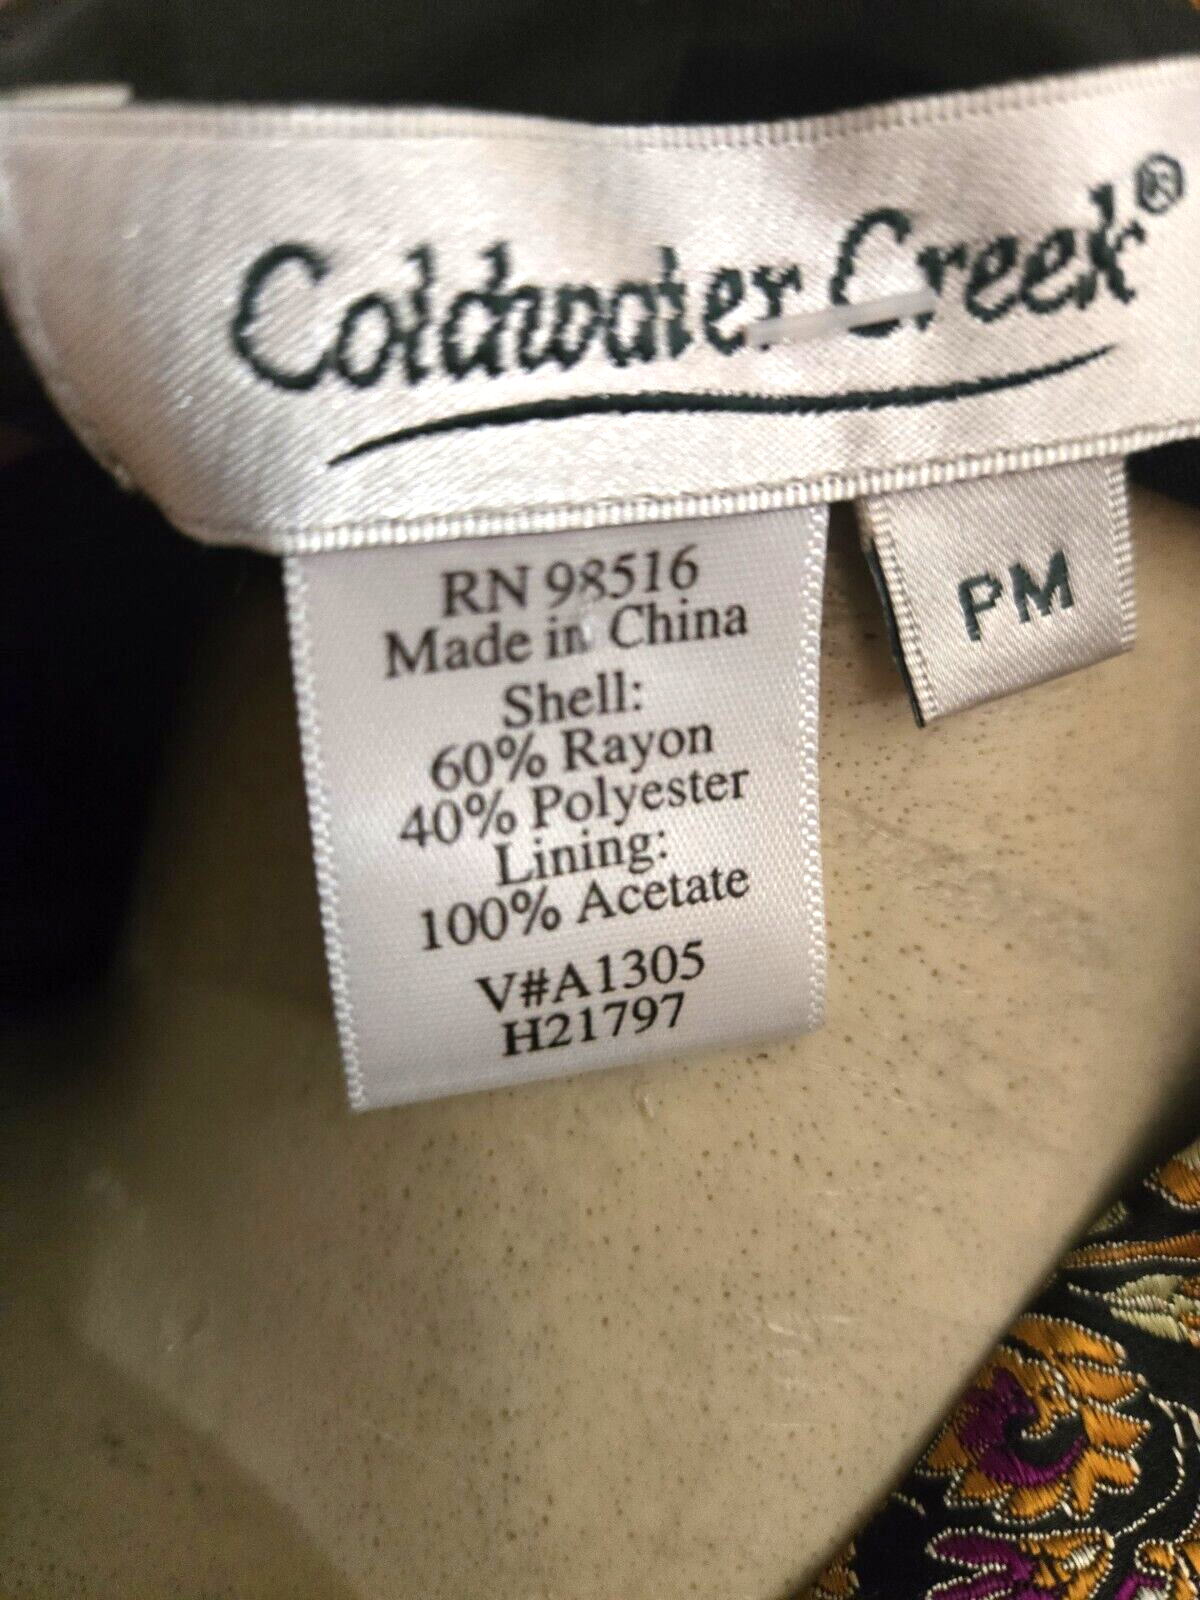 Coldwater Creek®
PM
RN 98516
Made in China
Shell:
60% Rayon
40% Polyester
Lining:
100% Acetate
V#A1305
H21797